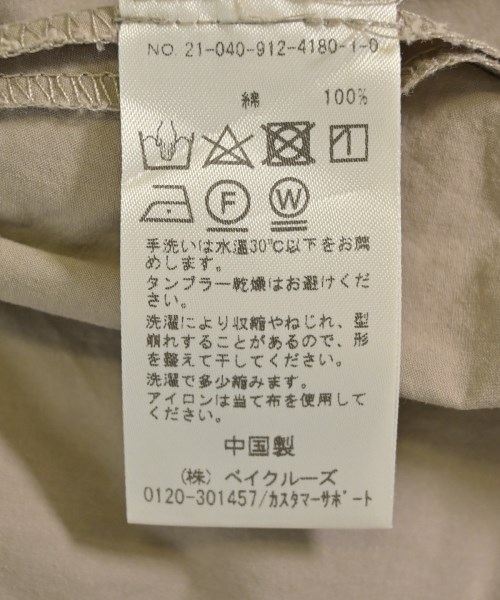 NO. 21-040-912-4180-1-0
綿 100%
F W
手洗いは水温30℃以下をお薦
めします。
タンブラー乾燥はお避けくだ
さい。
洗濯により収縮やねじれ、型
崩れすることがあるので、形
を整えて干してください。
洗濯で多少縮みます。
アイロンは当て布を使用して
ください。
中国製
(株) ベイクルーズ
0120-301457/カスタマーサポート